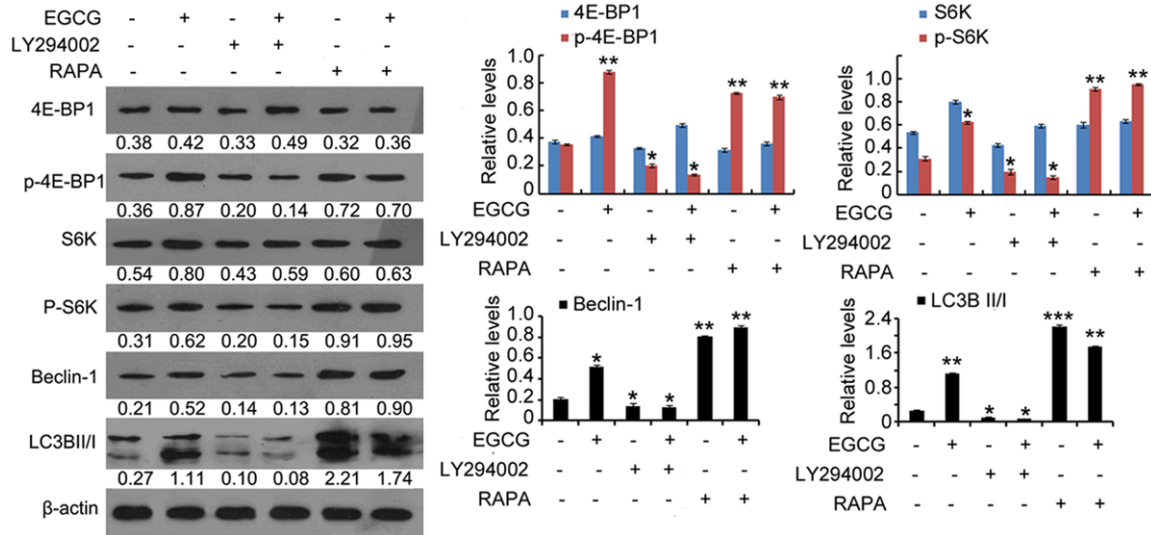 EGCG - + - + - +
LY294002 - - + + - -
RAPA - - - - + +
4E-BP1
0.38 0.42 0.33 0.49 0.32 0.36
p-4E-BP1
0.36 0.87 0.20 0.14 0.72 0.70
S6K
0.54 0.80 0.43 0.59 0.60 0.63
P-S6K
0.31 0.62 0.20 0.15 0.91 0.95
Beclin-1
0.21 0.52 0.14 0.13 0.81 0.90
LC3BII/I
0.27 1.11 0.10 0.08 2.21 1.74
β-actin
4E-BP1
p-4E-BP1
Relative levels
1.0
0.8
0.6
0.4
0.2
0
** * * ** **
EGCG - + - + - +
LY294002 - - + + - -
RAPA - - - - + +
S6K
p-S6K
Relative levels
1.0
0.8
0.6
0.4
0.2
0
* * * ** **
EGCG - + - + - +
LY294002 - - + + - -
RAPA - - - - + +
Beclin-1
Relative levels
1.0
0.8
0.6
0.4
0.2
0
* * * ** **
EGCG - + - + - +
LY294002 - - + + - -
RAPA - - - - + +
LC3B II/I
Relative levels
2.4
1.8
1.2
0.6
0
** * * *** **
EGCG - + - + - +
LY294002 - - + + - -
RAPA - - - - + +